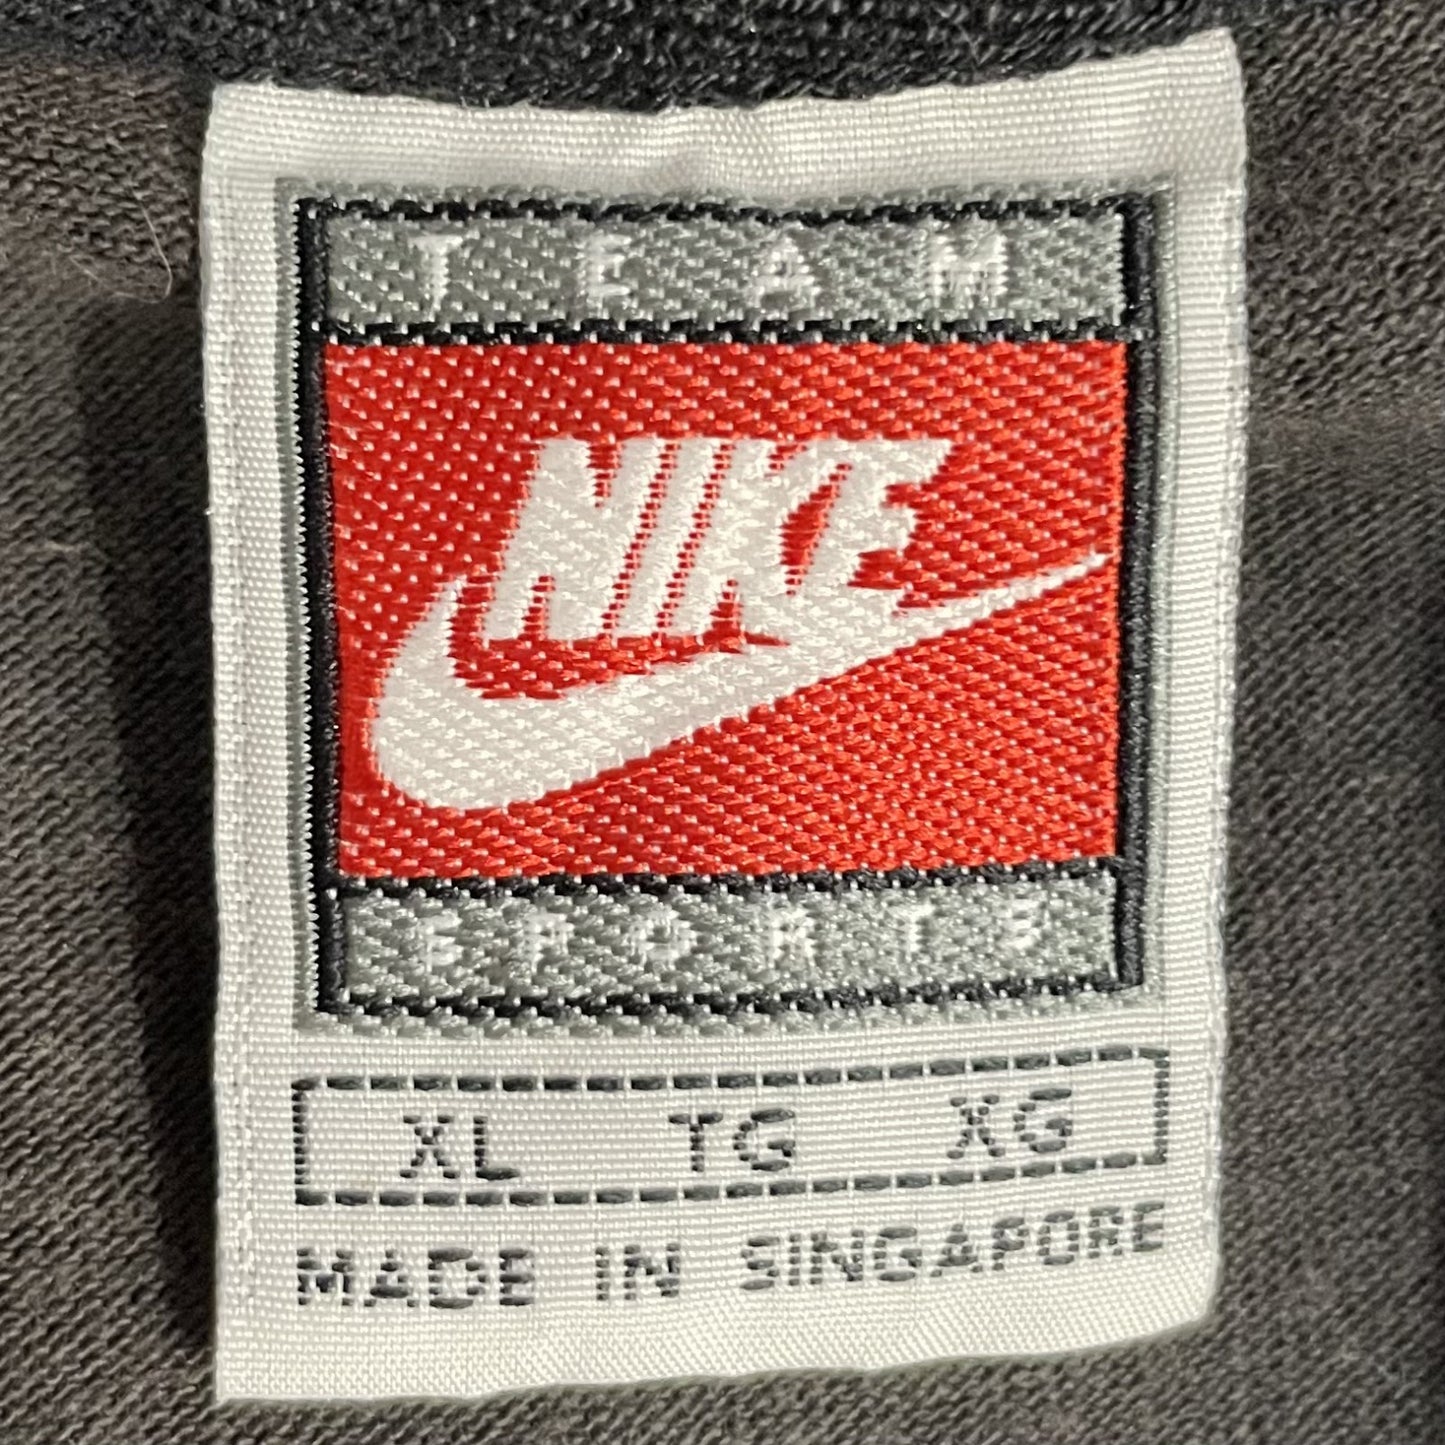 TEAM
NIKE
SPORTS
XL TG XG
MADE IN SINGAPORE